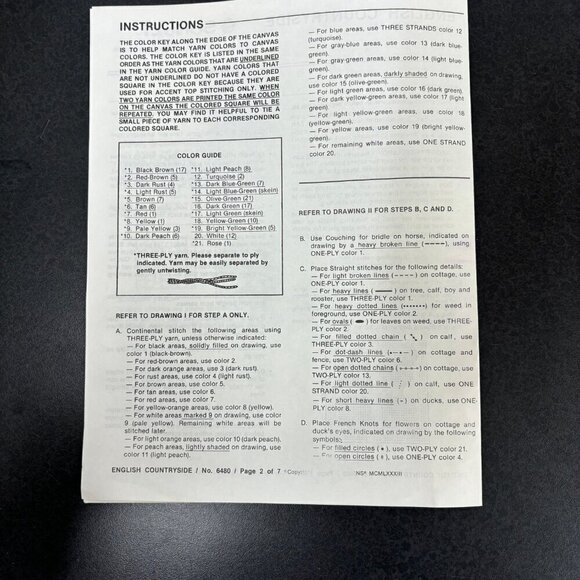 INSTRUCTIONS
THE COLOR KEY ALONG THE EDGE OF THE CANVAS
IS TO HELP MATCH YARN COLORS TO CANVAS
COLORS. THE COLOR KEY IS LISTED IN THE SAME
ORDER AS THE YARN COLORS THAT ARE UNDERLINED
IN THE YARN COLOR GUIDE. YARN COLORS THAT
ARE NOT UNDERLINED DO NOT HAVE A COLORED
SQUARE IN THE COLOR KEY BECAUSE THEY ARE
USED FOR ACCENT TOP STITCHING ONLY. WHEN
TWO YARN COLORS ARE PRINTED THE SAME COLOR
ON THE CANVAS THE COLORED SQUARE WILL BE
REPEATED. YOU MAY FIND IT HELPFUL TO TIE A
SMALL PIECE OF YARN TO EACH CORRESPONDING
COLORED SQUARE.
COLOR GUIDE
*1. Black Brown (17)
*2. Red-Brown (5)
*3. Dark Rust (4)
*4. Light Rust (5)
*5. Brown (7)
*6. Tan (6)
*7. Red (1)
*8. Yellow (1)
*9. Pale Yellow (3)
*10. Dark Peach (6)
*11. Light Peach (8)
12. Turquoise (2)
*13. Dark Blue-Green (7)
*14. Light Blue-Green (skein)
*15. Olive-Green (21)
*16. Dark Green (17)
*17. Light Green (skein)
*18. Yellow-Green (10)
*19. Bright Yellow-Green (5)
*20. White (12)
*21. Rose (1)
*THREE-PLY yarn. Please separate to ply
indicated. Yarn may be easily separated by
gently untwisting.
REFER TO DRAWING I FOR STEP A ONLY.
A. Continental stitch the following areas using
THREE-PLY yarn, unless otherwise indicated:
— For black areas, solidly filled on drawing, use
color 1 (black-brown).
— For red-brown areas, use color 2.
— For dark orange areas, use 3 (dark rust).
— For rust areas, use color 4 (light rust).
— For brown areas, use color 5.
— For tan areas, use color 6.
— For red areas, use color 7.
— For yellow-orange areas, use color 8 (yellow).
— For white areas marked 9 on drawing, use color
9 (pale yellow). Remaining white areas will be
stitched later.
— For light orange areas, use color 10 (dark peach).
— For peach areas, lightly shaded on drawing, use
color 11 (light peach).
— For blue areas, use THREE STRANDS color 12
(turquoise).
— For gray-blue areas, use color 13 (dark blue-
green).
— For gray-green areas, use color 14 (light blue-
green).
— For dark green areas, darkly shaded on drawing,
use color 15 (olive-green).
— For light green areas, use color 16 (dark green).
— For dark yellow-green areas, use color 17 (light
green).
— For light yellow-green areas, use color 18
(yellow-green).
— For yellow areas, use color 19 (bright yellow-
green).
— For remaining white areas, use ONE STRAND
color 20.
REFER TO DRAWING II FOR STEPS B, C AND D.
B. Use Couching for bridle on horse, indicated on
drawing by a heavy broken line (----), using
ONE-PLY color 1.
C. Place Straight stitches for the following details:
— For light broken lines (----) on cottage, use
ONE-PLY color 1.
— For heavy lines (——) on tree, calf, boy and
rooster, use THREE-PLY color 1.
— For heavy dotted lines (•••••••) for weed in
foreground, use ONE-PLY color 2.
— For ovals (⬬) for leaves on weed, use THREE-
PLY color 2.
— For filled dotted chain (⋱) on calf, use
THREE-PLY color 3.
— For dot-dash lines (•-•-) on cottage and
fence, use TWO-PLY color 6.
— For open dotted chains (+-+-+) on cottage, use
TWO-PLY color 13.
— For light dotted line (⋮) on calf, use ONE
STRAND color 20.
— For short heavy lines (–) on ducks, use ONE-
PLY color 8.
D. Place French Knots for flowers on cottage and
duck's eyes, indicated on drawing by the following
symbols:
— For filled circles (•), use TWO-PLY color 21.
— For open circles (∘), use ONE-PLY color 4.
ENGLISH COUNTRYSIDE / No. 6480 / Page 2 of 7